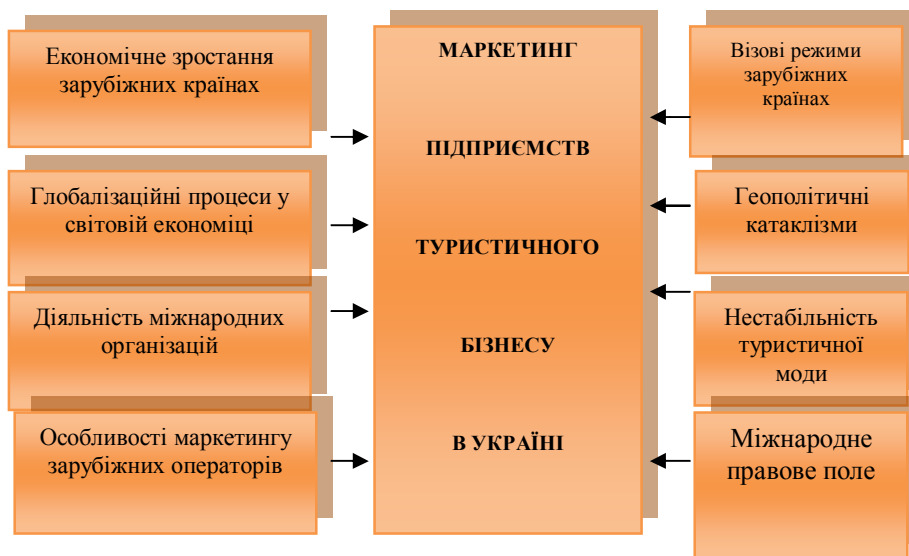 Економічне зростання
зарубіжних країнах
Глобалізаційні процеси у
світовій економіці
Діяльність міжнародних
організацій
Особливості маркетингу
зарубіжних операторів
МАРКЕТИНГ
ПІДПРИЄМСТВ
ТУРИСТИЧНОГО
БІЗНЕСУ
В УКРАЇНІ
Візові режими
зарубіжних
країнах
Геополітичні
катаклізми
Нестабільність
туристичної
моди
Міжнародне
правове поле